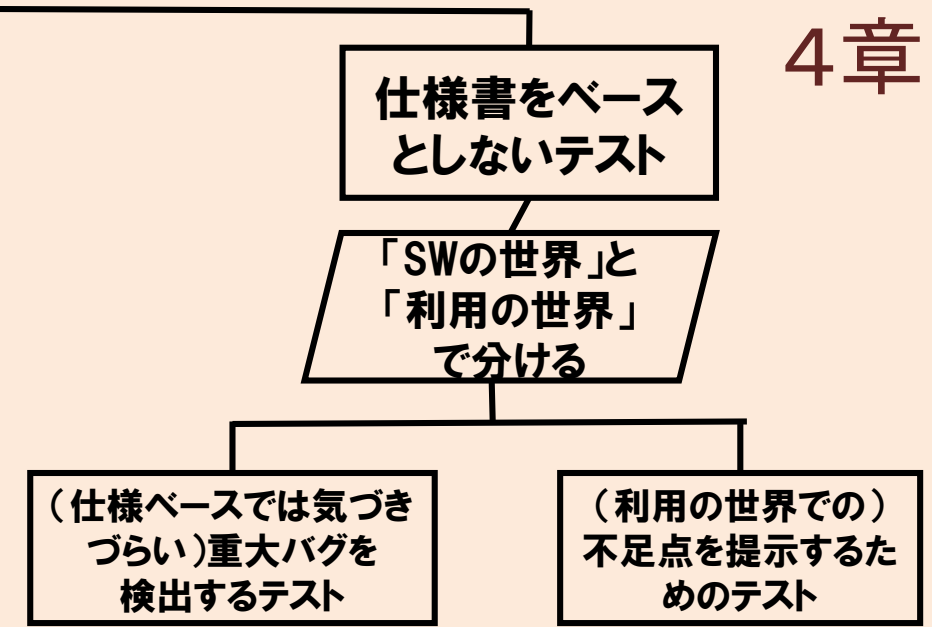 4章
仕様書をベース
としないテスト
「SWの世界」と
「利用の世界」
で分ける
(仕様ベースでは気づき
づらい)重大バグを
検出するテスト
(利用の世界での)
不足点を提示するた
めのテスト